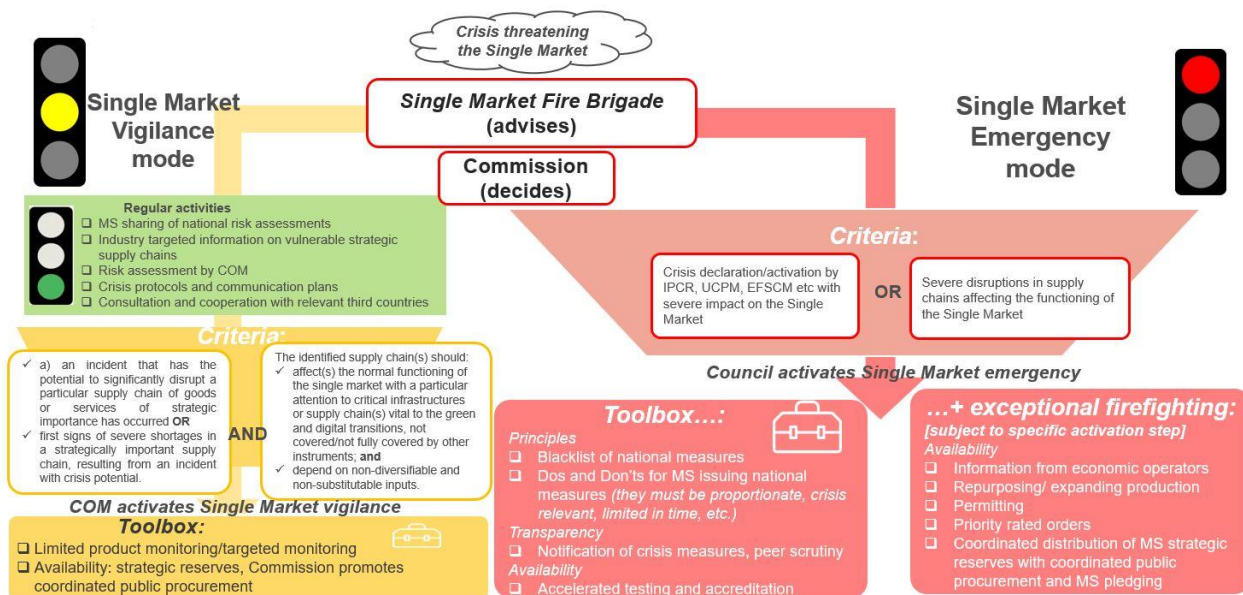 Crisis threatening
the Single Market
Single Market
Vigilance
mode
Single Market Fire Brigade
(advises)
Commission
(decides)
Single Market
Emergency
mode
Regular activities
❑ MS sharing of national risk assessments
❑ Industry targeted information on vulnerable strategic
supply chains
❑ Risk assessment by COM
❑ Crisis protocols and communication plans
❑ Consultation and cooperation with relevant third countries
Criteria:
✓ a) an incident that has the
potential to significantly disrupt a
particular supply chain of goods
or services of strategic
importance has occurred OR
✓ first signs of severe shortages in
a strategically important supply
chain, resulting from an incident
with crisis potential.
AND
The identified supply chain(s) should:
✓ affect(s) the normal functioning of
the single market with a particular
attention to critical infrastructures
or supply chain(s) vital to the green
and digital transitions, not
covered/not fully covered by other
instruments; and
✓ depend on non-diversifiable and
non-substitutable inputs.
COM activates Single Market vigilance
Toolbox:
❑ Limited product monitoring/targeted monitoring
❑ Availability: strategic reserves, Commission promotes
coordinated public procurement
Criteria:
Crisis declaration/activation by
IPCR, UCPM, EFSCM etc with
severe impact on the Single
Market
OR
Severe disruptions in supply
chains affecting the functioning of
the Single Market
Council activates Single Market emergency
Toolbox…:
Principles
❑ Blacklist of national measures
❑ Dos and Don'ts for MS issuing national
measures (they must be proportionate, crisis
relevant, limited in time, etc.)
Transparency
❑ Notification of crisis measures, peer scrutiny
Availability
❑ Accelerated testing and accreditation
…+ exceptional firefighting:
[subject to specific activation step]
Availability
❑ Information from economic operators
❑ Repurposing/ expanding production
❑ Permitting
❑ Priority rated orders
❑ Coordinated distribution of MS strategic
reserves with coordinated public
procurement and MS pledging